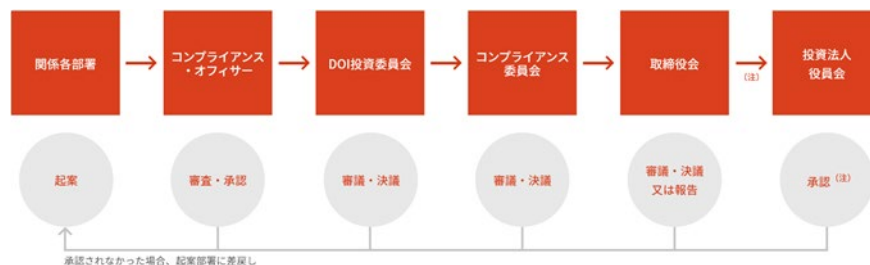 関係各部署
コンプライアンス
・オフィサー
DOI投資委員会
コンプライアンス
委員会
取締役会
(注)
投資法人
役員会
起案
審査・承認
審議・決議
審議・決議
審議・決議
又は報告
承認(注)
承認されなかった場合、起案部署に差戻し